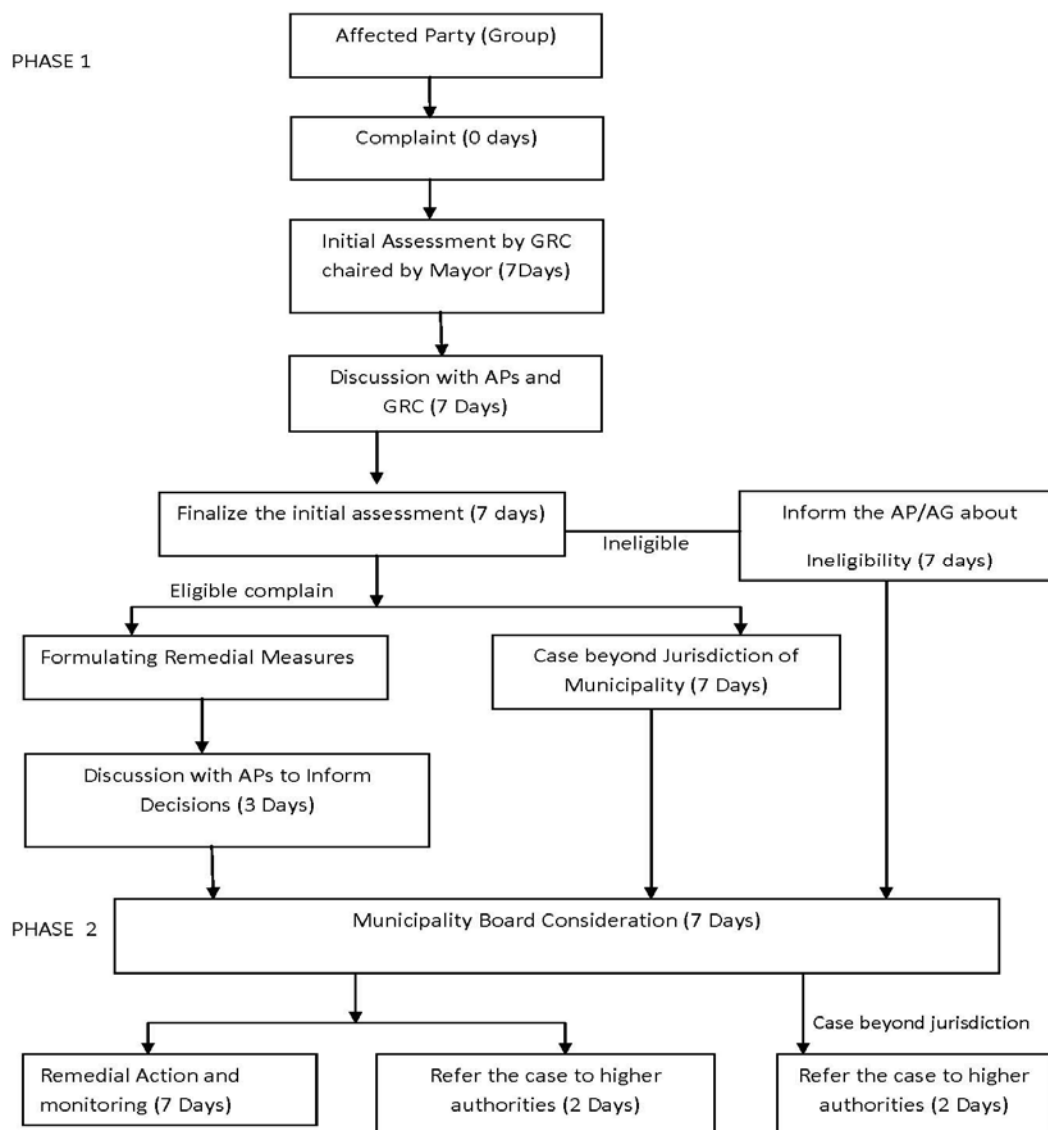 Affected Party (Group)
PHASE 1
Complaint (0 days)
Initial Assessment by GRC
chaired by Mayor (7Days)
Discussion with APs and
GRC (7 Days)
Finalize the initial assessment (7 days)
Inform the AP/AG about
Ineligibility (7 days)
Ineligible
Eligible complain
Formulating Remedial Measures
Case beyond Jurisdiction of
Municipality (7 Days)
Discussion with APs to Inform
Decisions (3 Days)
PHASE 2
Municipality Board Consideration (7 Days)
Case beyond jurisdiction
Remedial Action and
monitoring (7 Days)
Refer the case to higher
authorities (2 Days)
Refer the case to higher
authorities (2 Days)